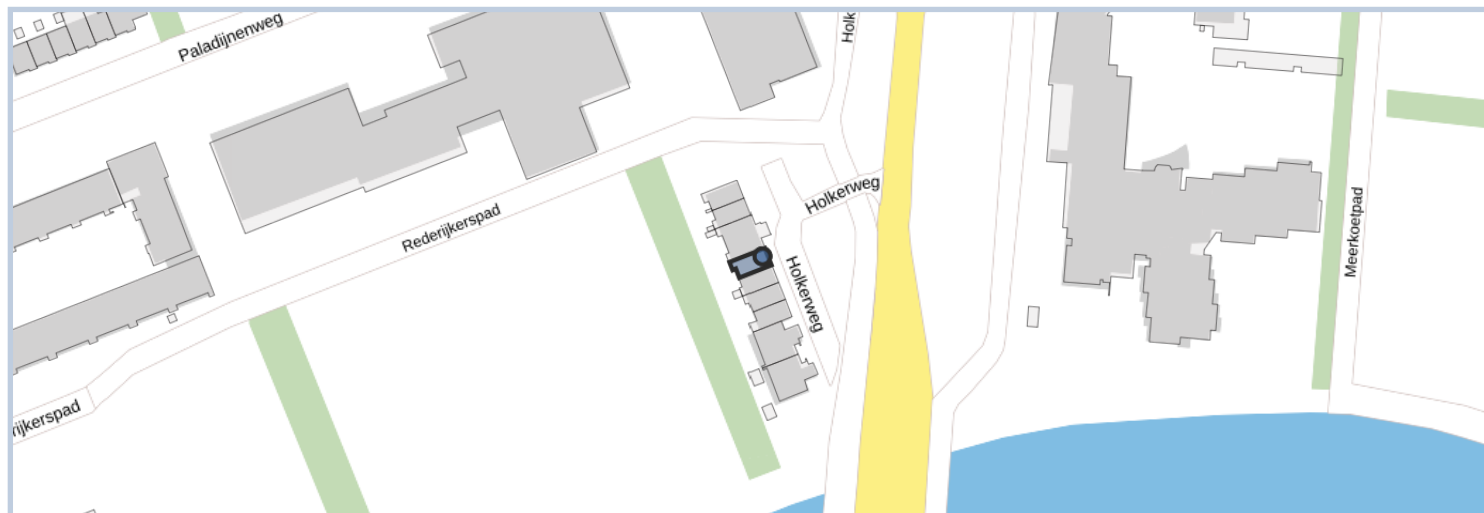 Paladijnenweg
Holk
Holkerweg
Rederijkerspad
Meerkoetpad
Holkerweg
rijkerspad